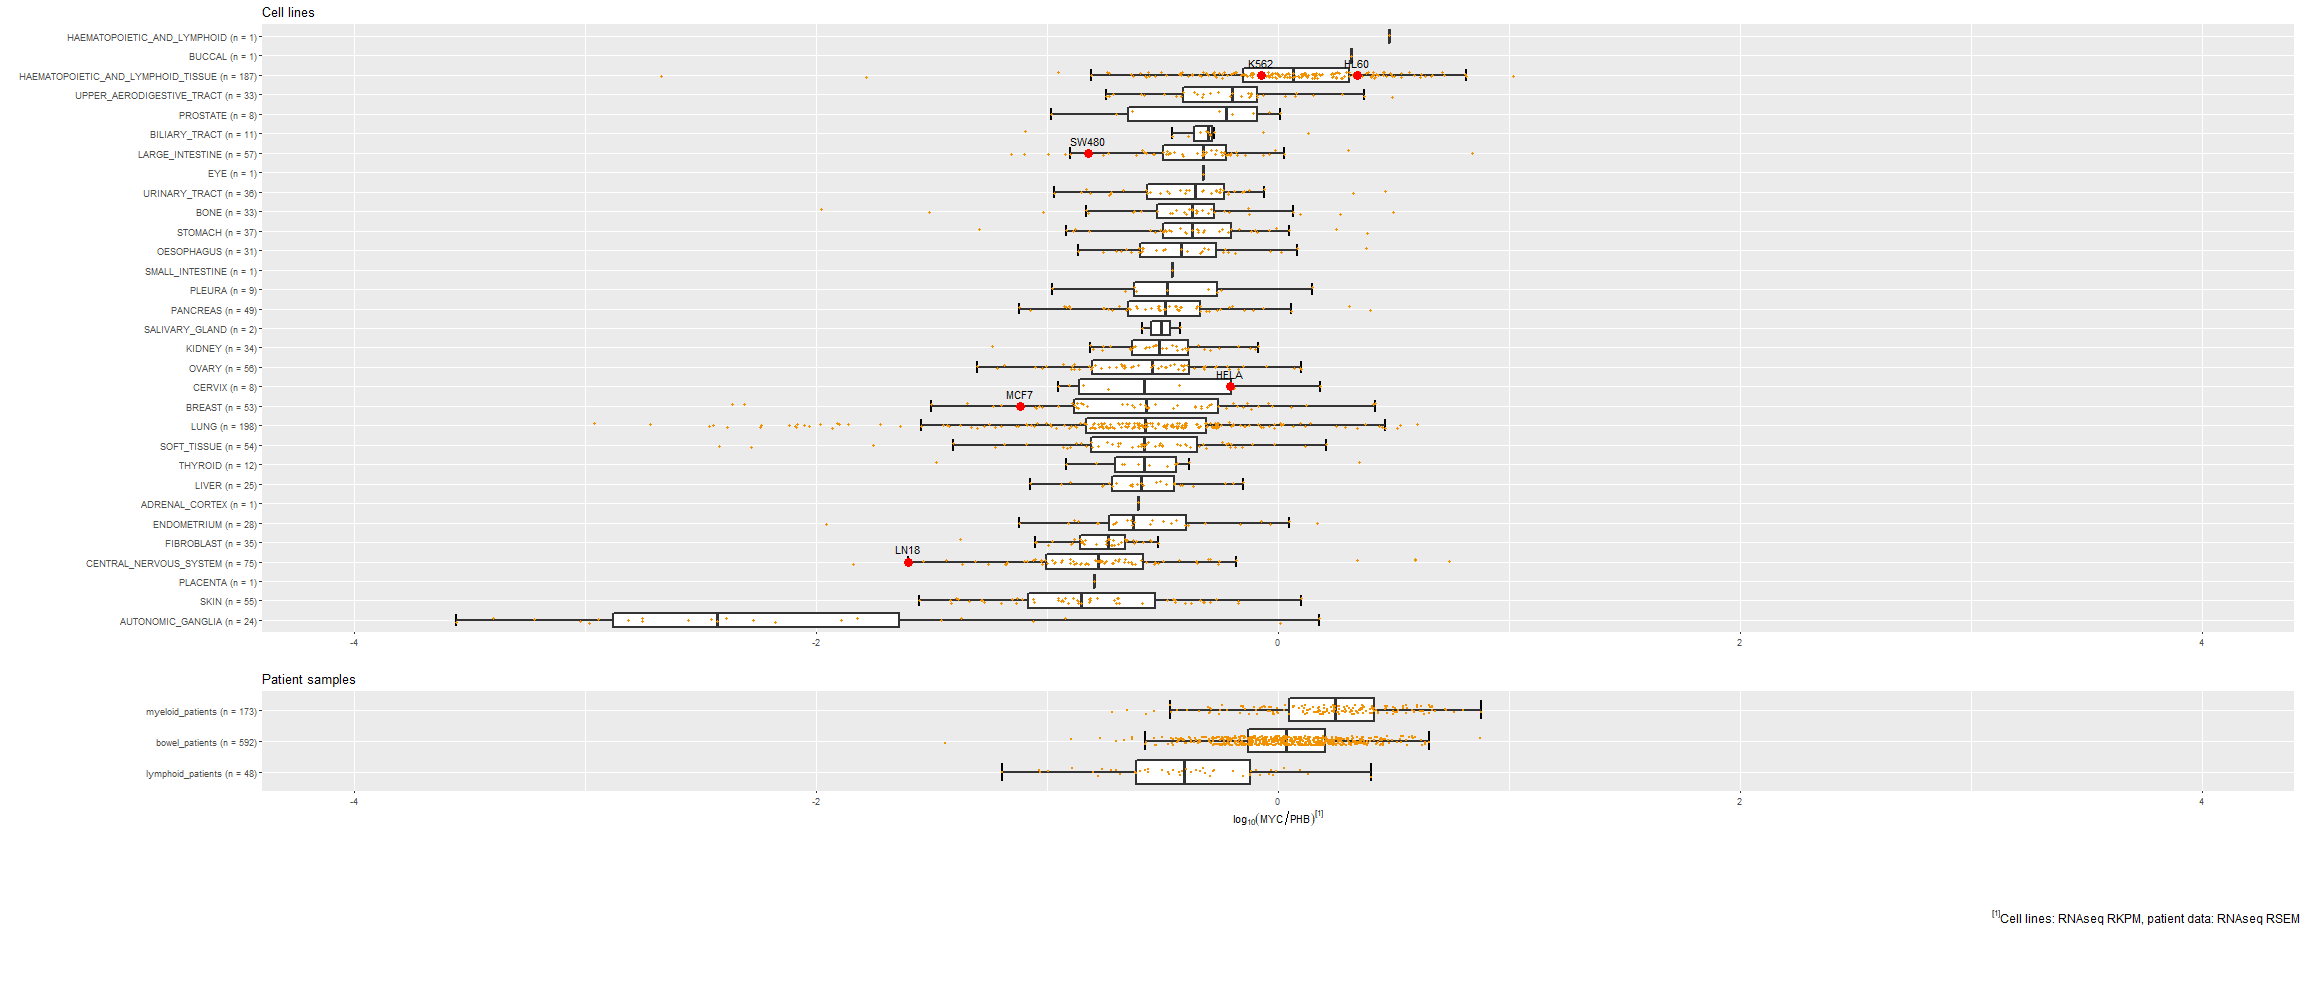 Cell lines
HAEMATOPOIETIC_AND_LYMPHOID (n = 1)
BUCCAL (n = 1)
K562 HL60
HAEMATOPOIETIC_AND_LYMPHOID_TISSUE (n = 187)
UPPER_AERODIGESTIVE_TRACT (n = 33)
PROSTATE (n = 8)
BILIARY_TRACT (n = 11)
SW480
LARGE_INTESTINE (n = 57)
EYE (n = 1)
URINARY_TRACT (n = 36)
BONE (n = 33)
STOMACH (n = 37)
OESOPHAGUS (n = 31)
SMALL_INTESTINE (n = 1)
PLEURA (n = 9)
PANCREAS (n = 49)
SALIVARY_GLAND (n = 2)
KIDNEY (n = 34)
OVARY (n = 56)
HELA
CERVIX (n = 8)
MCF7
BREAST (n = 53)
LUNG (n = 198)
SOFT_TISSUE (n = 54)
THYROID (n = 12)
LIVER (n = 25)
ADRENAL_CORTEX (n = 1)
ENDOMETRIUM (n = 28)
FIBROBLAST (n = 35)
LN18
CENTRAL_NERVOUS_SYSTEM (n = 75)
PLACENTA (n = 1)
SKIN (n = 55)
AUTONOMIC_GANGLIA (n = 24)
-4 -2 0 2 4
Patient samples
myeloid_patients (n = 173)
bowel_patients (n = 592)
lymphoid_patients (n = 48)
-4 -2 0 2 4
log10(MYC/PHB)[1]
[1]Cell lines: RNAseq RKPM, patient data: RNAseq RSEM